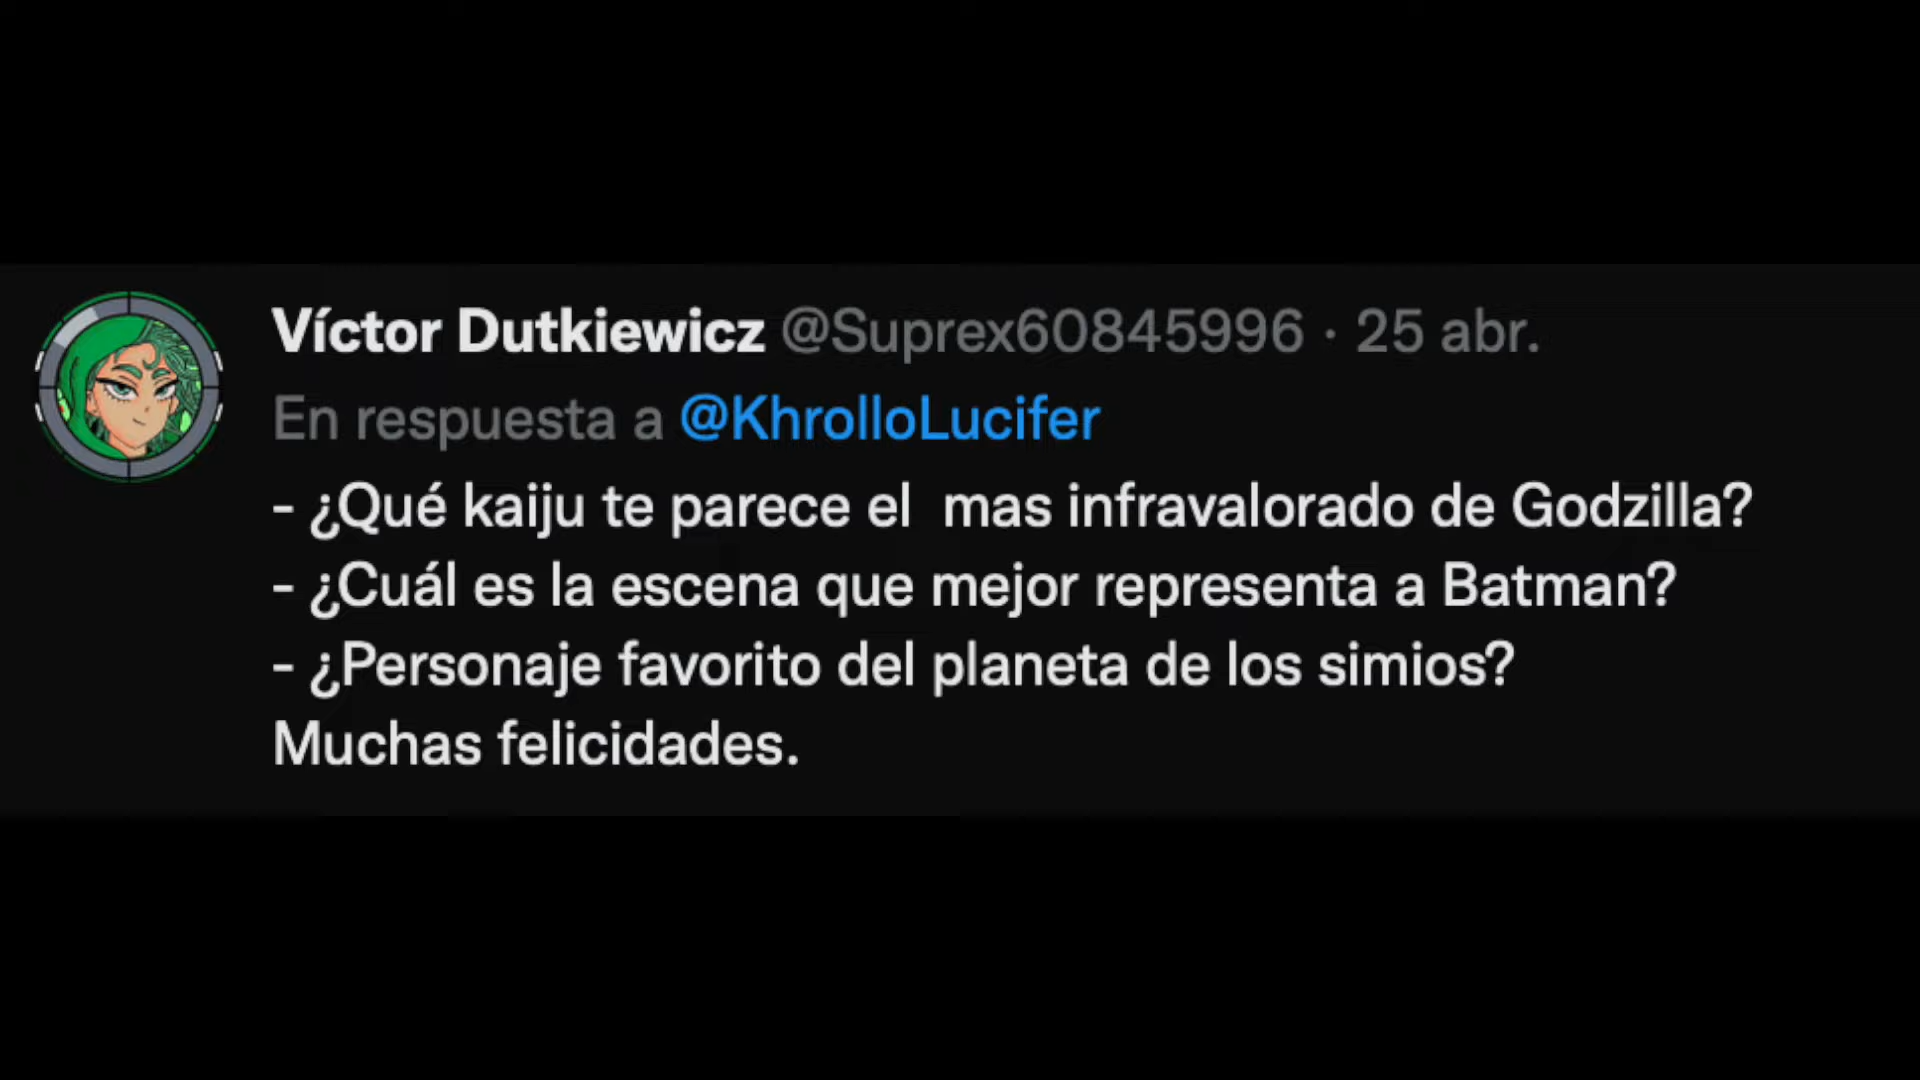 Víctor Dutkiewicz @Suprex60845996 · 25 abr.
En respuesta a @KhrolloLucifer
- ¿Qué kaiju te parece el  mas infravalorado de Godzilla?
- ¿Cuál es la escena que mejor representa a Batman?
- ¿Personaje favorito del planeta de los simios?
Muchas felicidades.